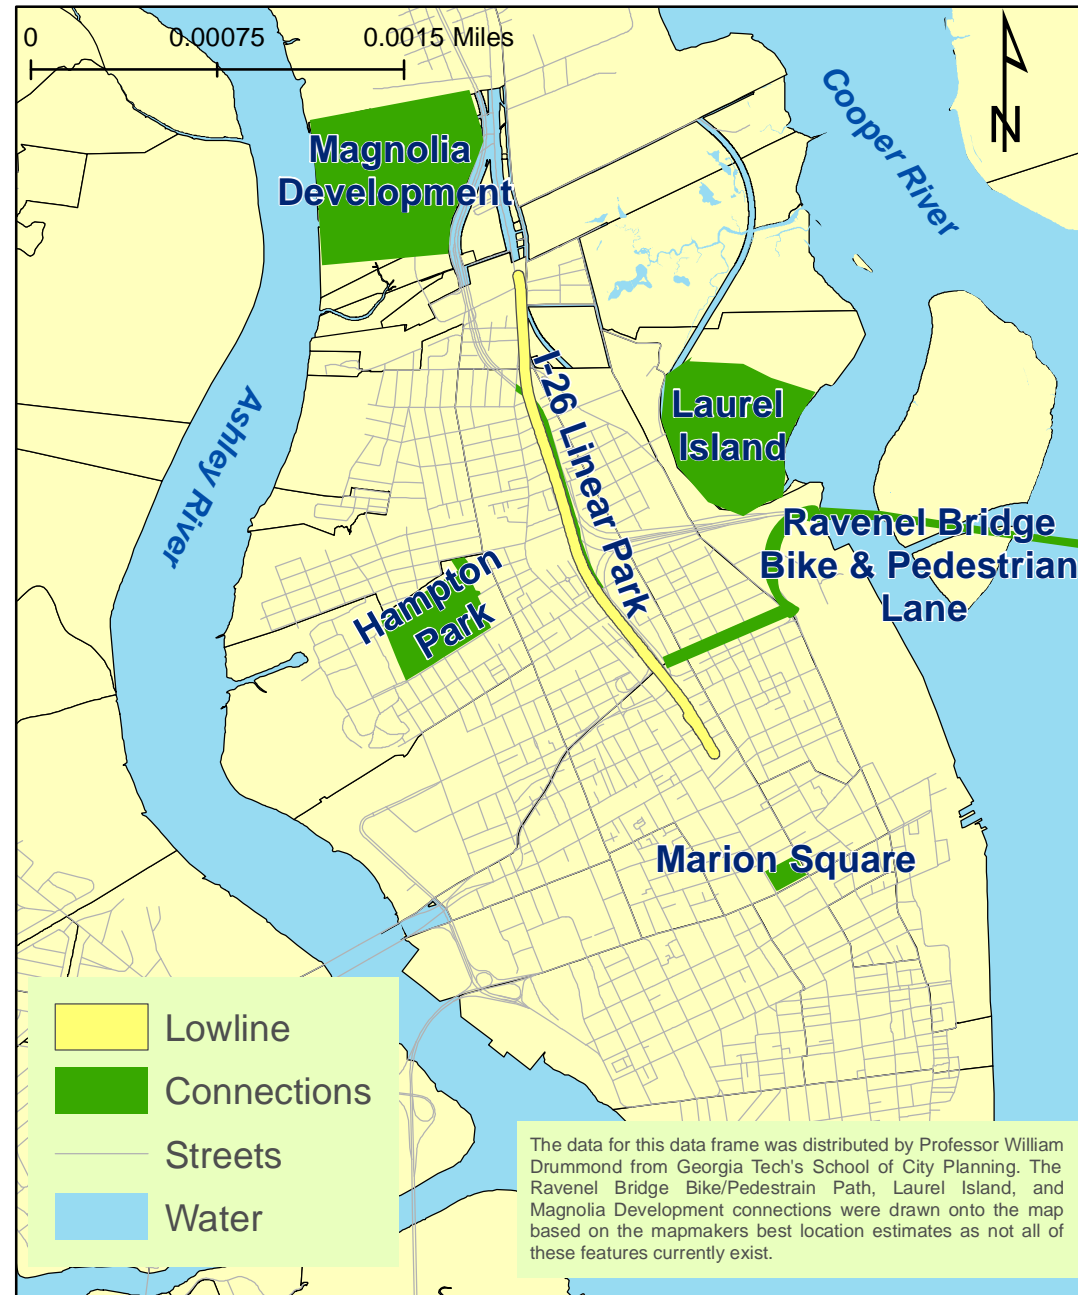 0 0.00075 0.0015 Miles
N
Cooper River
Magnolia
Development
Ashley River
I-26 Linear Park
Laurel
Island
Ravenel Bridge
Bike & Pedestrian
Lane
Hampton
Park
Marion Square
Lowline
Connections
Streets
Water
The data for this data frame was distributed by Professor William
Drummond from Georgia Tech's School of City Planning. The
Ravenel Bridge Bike/Pedestrain Path, Laurel Island, and
Magnolia Development connections were drawn onto the map
based on the mapmakers best location estimates as not all of
these features currently exist.